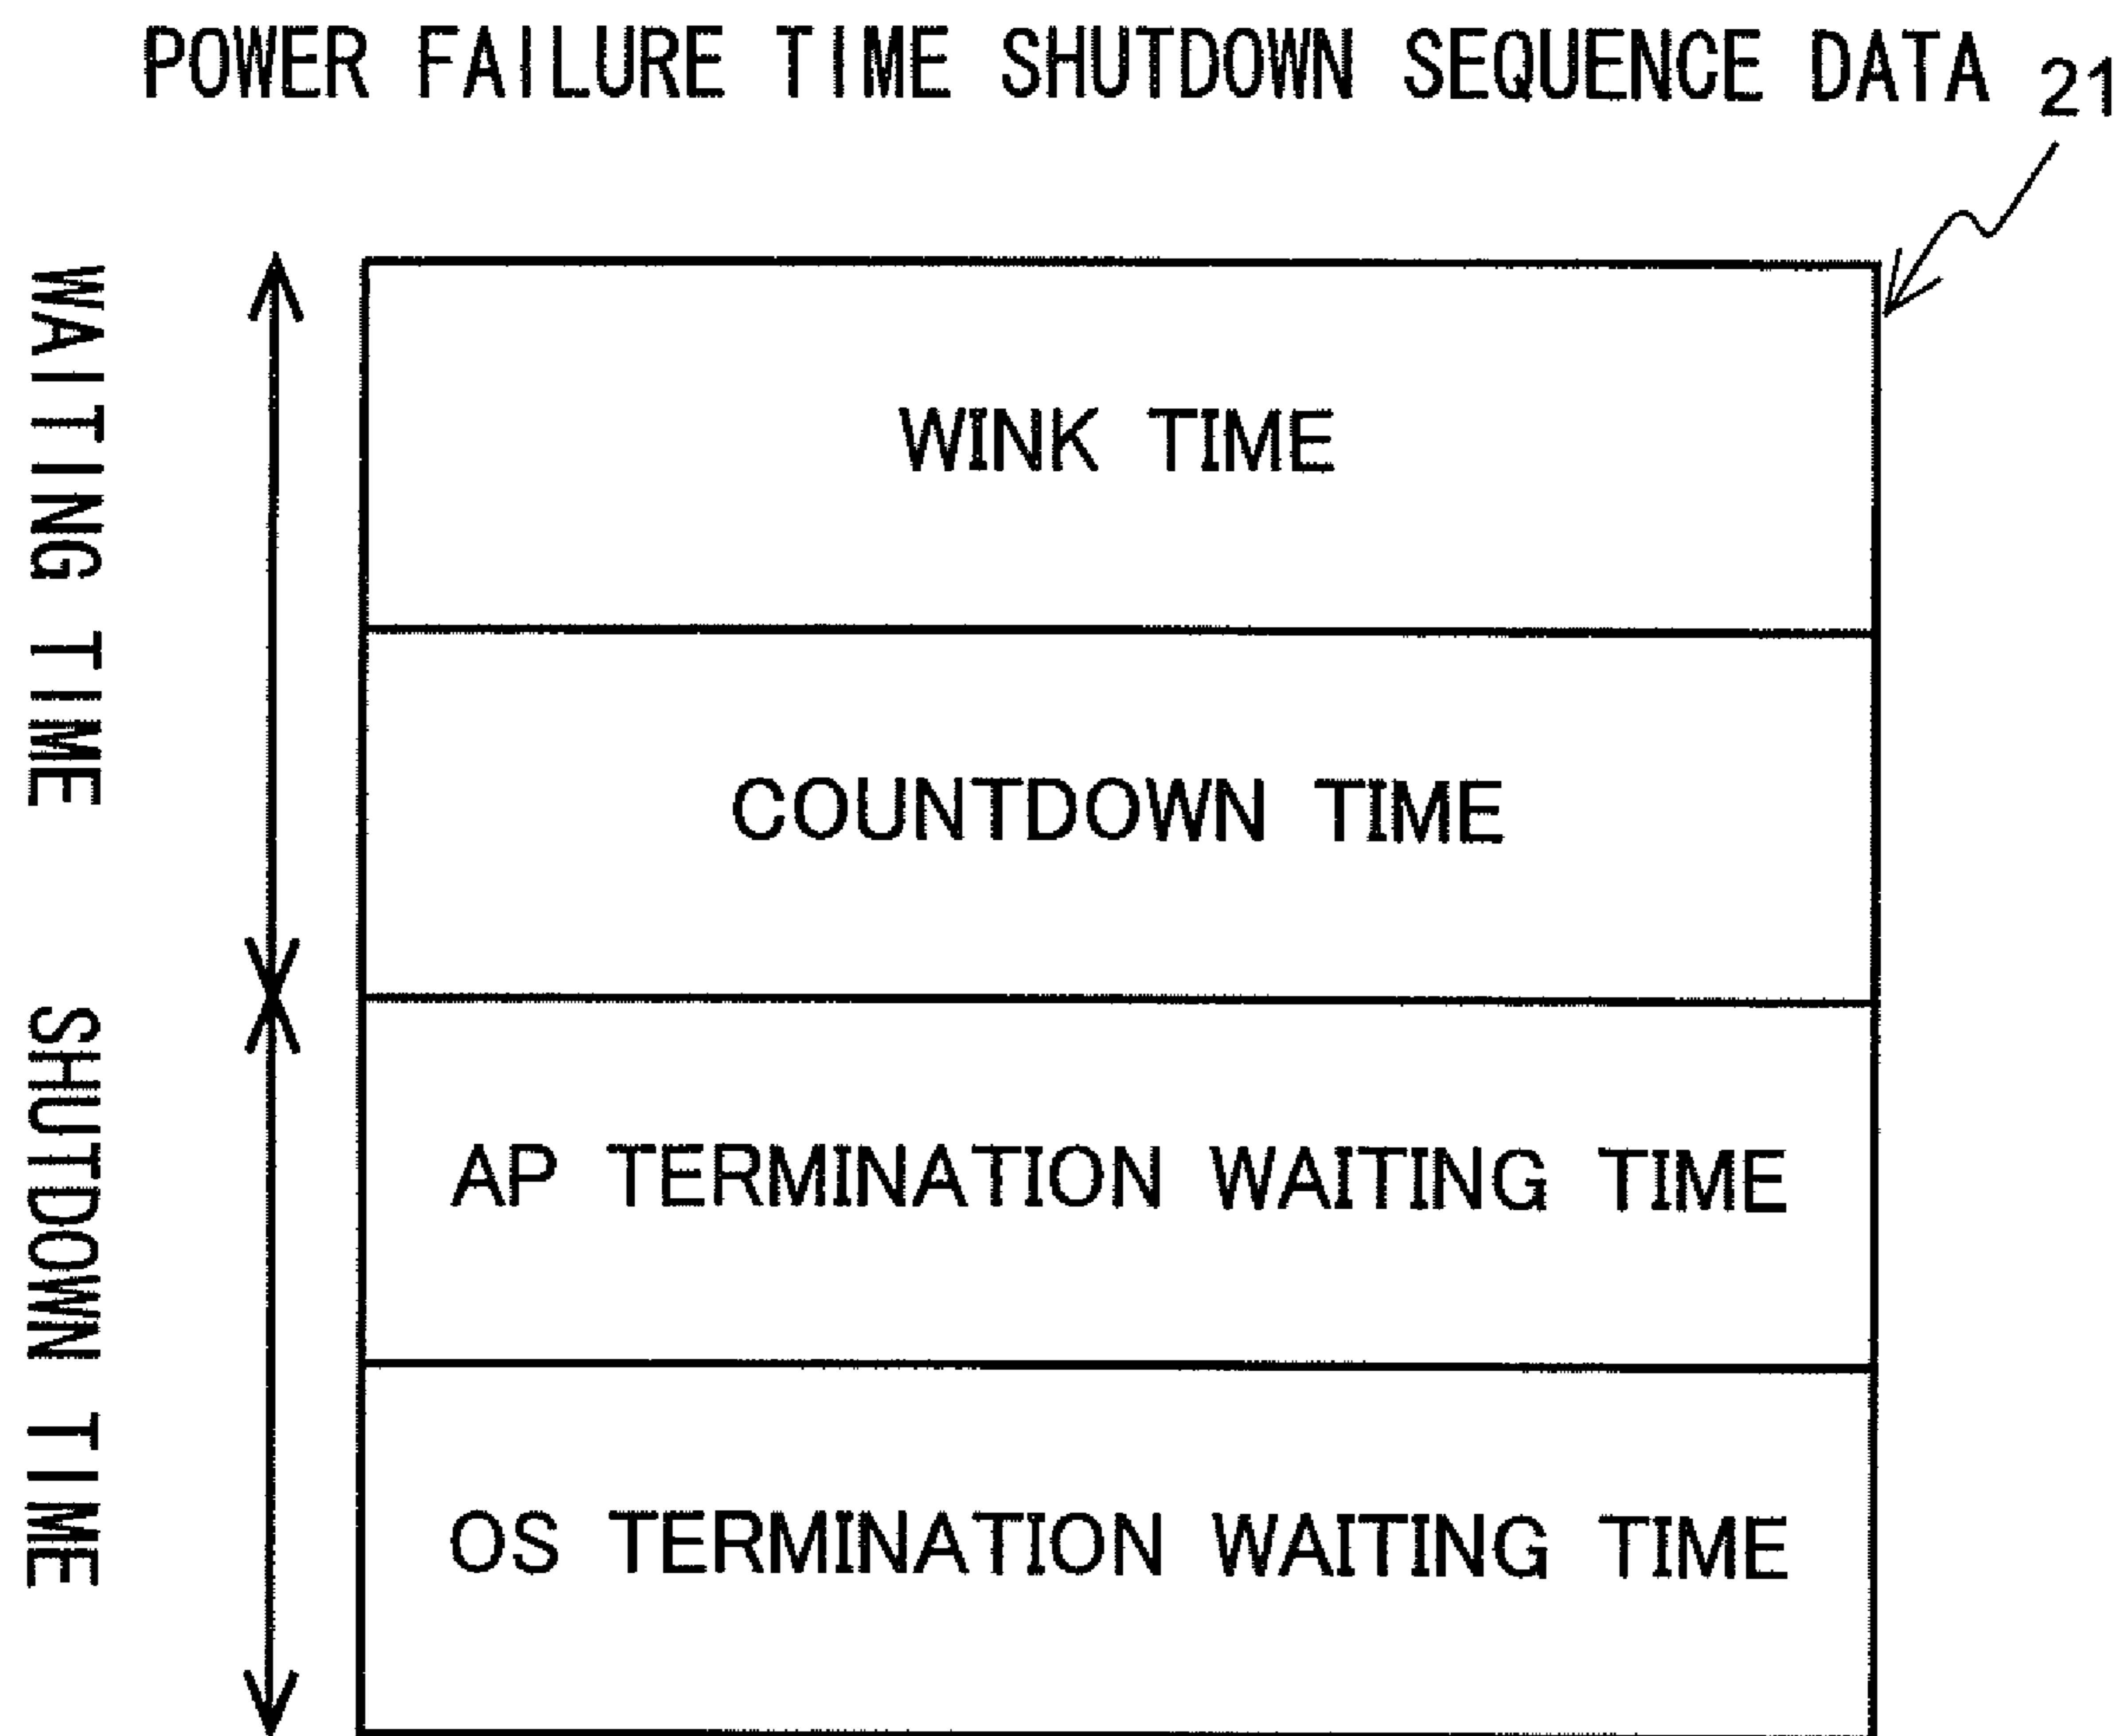 POWER FAILURE TIME SHUTDOWN SEQUENCE DATA
21
WAITING TIME
WINK TIME
COUNTDOWN TIME
SHUTDOWN TIME
AP TERMINATION WAITING TIME
OS TERMINATION WAITING TIME